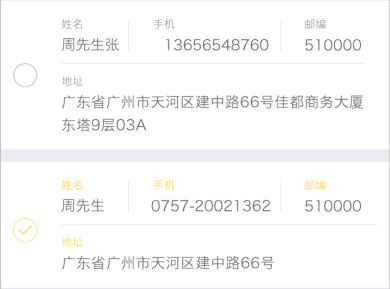 姓名 手机 邮编
周先生张 13656548760 510000
地址
广东省广州市天河区建中路66号佳都商务大厦
东塔9层03A
姓名 手机 邮编
周先生 0757-20021362 510000
地址
广东省广州市天河区建中路66号